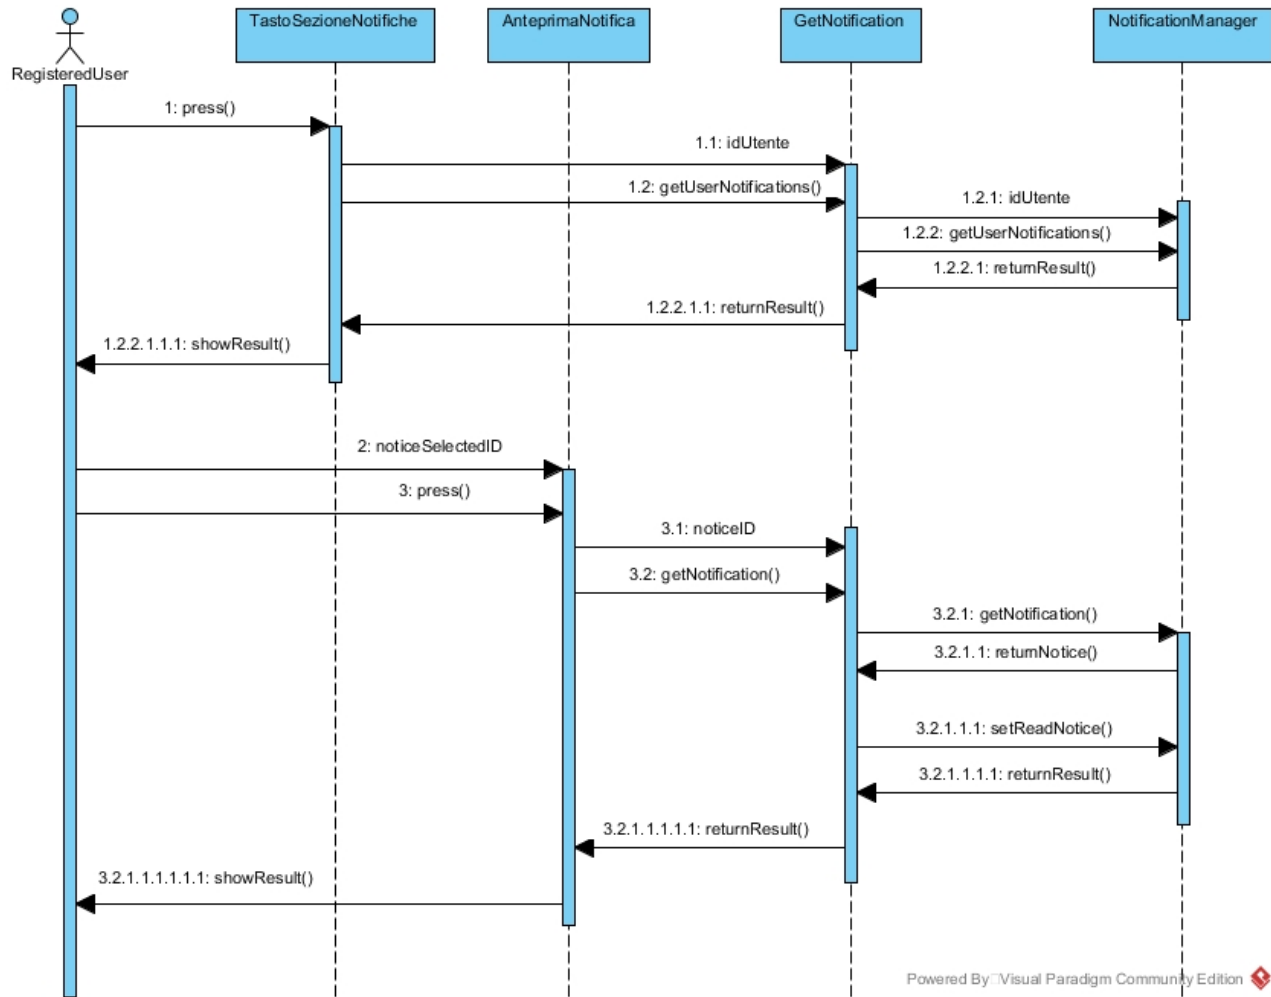 TastoSezioneNotifiche
AnteprimaNotifica
GetNotification
NotificationManager
RegisteredUser
1: press()
1.1: idUtente
1.2: getUserNotifications()
1.2.1: idUtente
1.2.2: getUserNotifications()
1.2.2.1: returnResult()
1.2.2.1.1: returnResult()
1.2.2.1.1.1: showResult()
2: noticeSelectedID
3: press()
3.1: noticeID
3.2: getNotification()
3.2.1: getNotification()
3.2.1.1: returnNotice()
3.2.1.1.1: setReadNotice()
3.2.1.1.1.1: returnResult()
3.2.1.1.1.1.1: returnResult()
3.2.1.1.1.1.1.1: showResult()
Powered By Visual Paradigm Community Edition